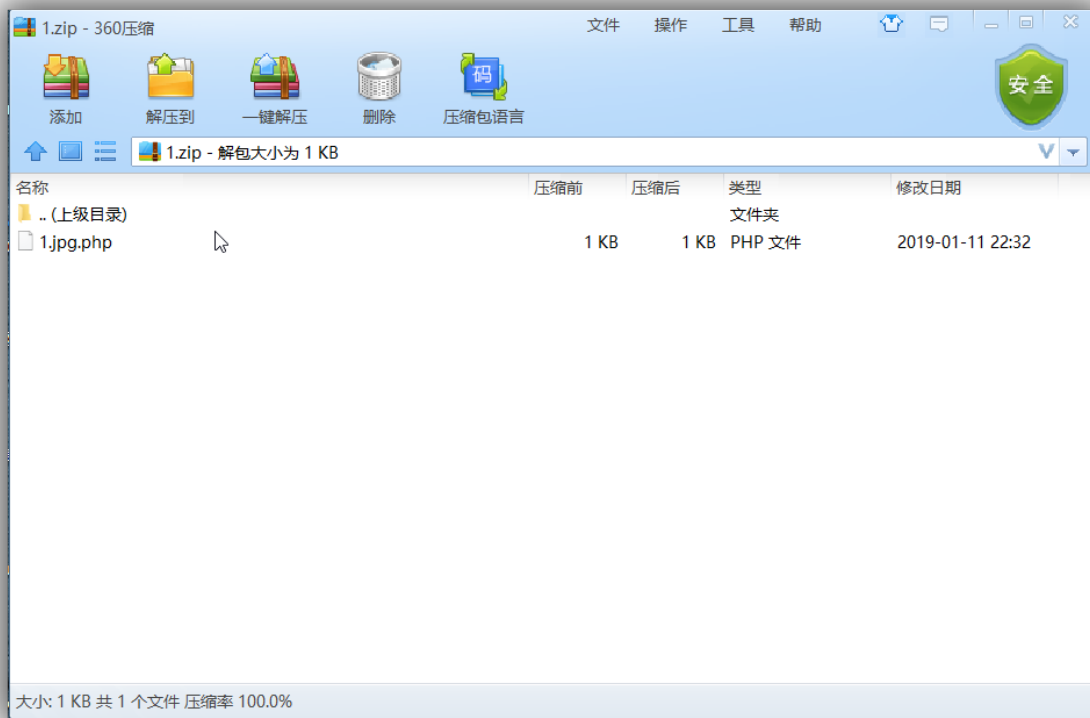 1.zip - 360压缩 文件 操作 工具 帮助
码
安全
添加 解压到 一键解压 删除 压缩包语言
1.zip - 解包大小为 1 KB
名称 压缩前 压缩后 类型 修改日期
.. (上级目录) 文件夹
1.jpg.php 1 KB 1 KB PHP 文件 2019-01-11 22:32
大小: 1 KB 共 1 个文件 压缩率 100.0%